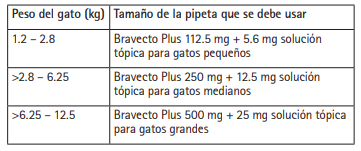 Peso del gato (kg) Tamaño de la pipeta que se debe usar
1.2 – 2.8 Bravecto Plus 112.5 mg + 5.6 mg solución
tópica para gatos pequeños
>2.8 – 6.25 Bravecto Plus 250 mg + 12.5 mg solución
tópica para gatos medianos
>6.25 – 12.5 Bravecto Plus 500 mg + 25 mg solución tópica
para gatos grandes